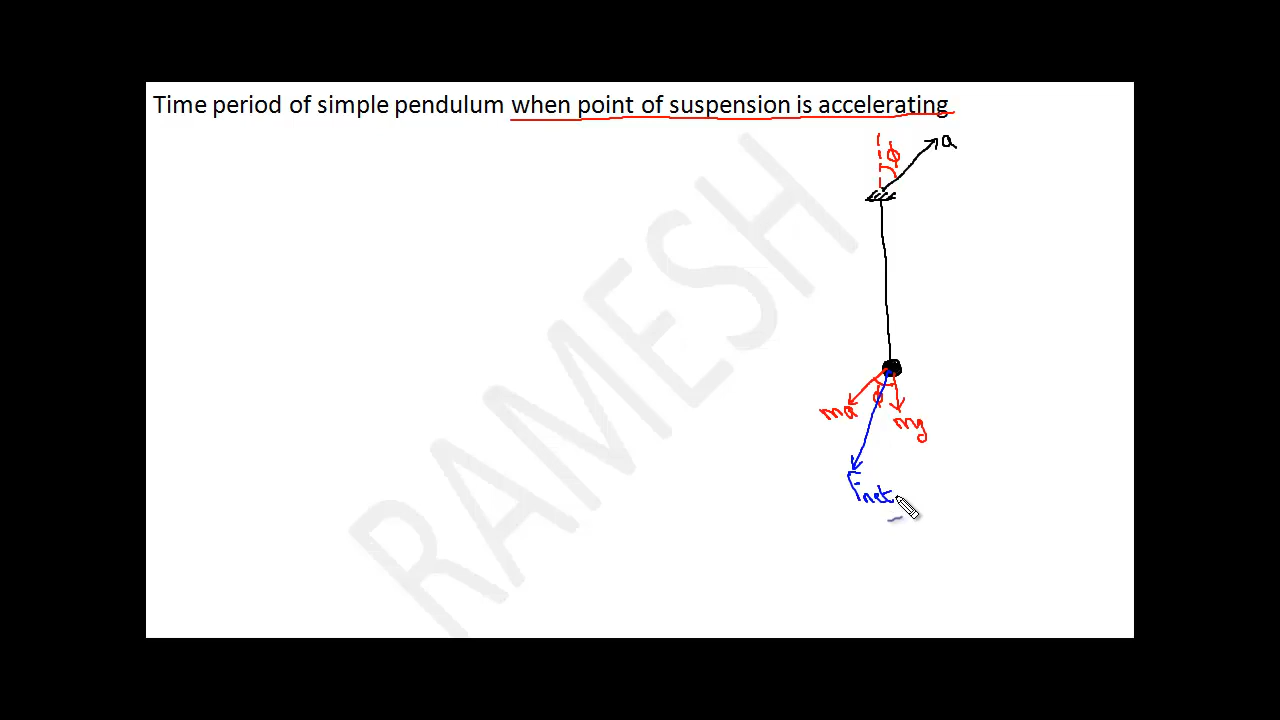 Time period of simple pendulum when point of suspension is accelerating
a
RAMESH
ma
mg
Fnet